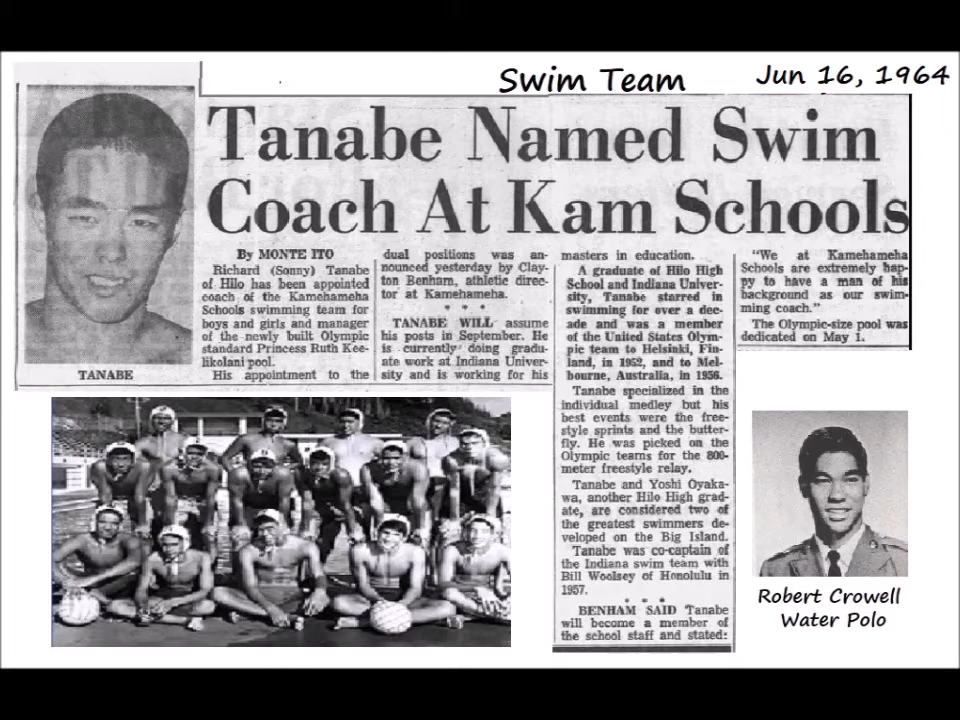 Swim Team
Jun 16, 1964
Tanabe Named Swim
Coach At Kam Schools
TANABE
By MONTE ITO
Richard (Sonny) Tanabe
of Hilo has been appointed
coach of the Kamehameha
Schools swimming team for
boys and girls and manager
of the newly built Olympic
standard Princess Ruth Kee-
likolani pool.
His appointment to the
dual positions was an-
nounced yesterday by Clay-
ton Benham, athletic direc-
tor at Kamehameha.
* * *
TANABE WILL assume
his posts in September. He
is currently doing gradu-
ate work at Indiana Univer-
sity and is working for his
masters in education.
A graduate of Hilo High
School and Indiana Univer-
sity, Tanabe starred in
swimming for over a dec-
ade and was a member
of the United States Olym-
pic team to Helsinki, Fin-
land, in 1952, and to Mel-
bourne, Australia, in 1956.
Tanabe specialized in the
individual medley but his
best events were the free-
style sprints and the butter-
fly. He was picked on the
Olympic teams for the 800-
meter freestyle relay.
Tanabe and Yoshi Oyaka-
wa, another Hilo High grad-
uate, are considered two of
the greatest swimmers de-
veloped on the Big Island.
Tanabe was co-captain of
the Indiana swim team with
Bill Woolsey of Honolulu in
1957.
* * *
BENHAM SAID Tanabe
will become a member of
the school staff and stated:
"We at Kamehameha
Schools are extremely hap-
py to have a man of his
background as our swim-
ming coach."
The Olympic-size pool was
dedicated on May 1.
Robert Crowell
Water Polo